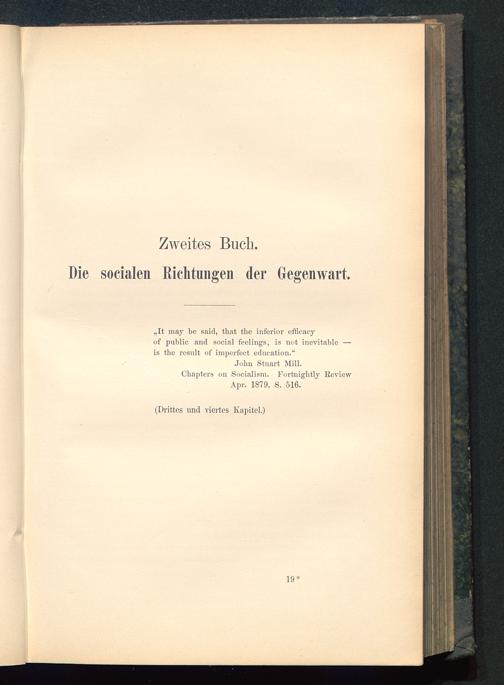 Zweites Buch.
Die socialen Richtungen der Gegenwart.
„It may be said, that the inferior efficacy
of public and social feelings, is not inevitable —
is the result of imperfect education.“
John Stuart Mill.
Chapters on Socialism. Fortnightly Review
Apr. 1879. S. 516.
(Drittes und viertes Kapitel.)
19*